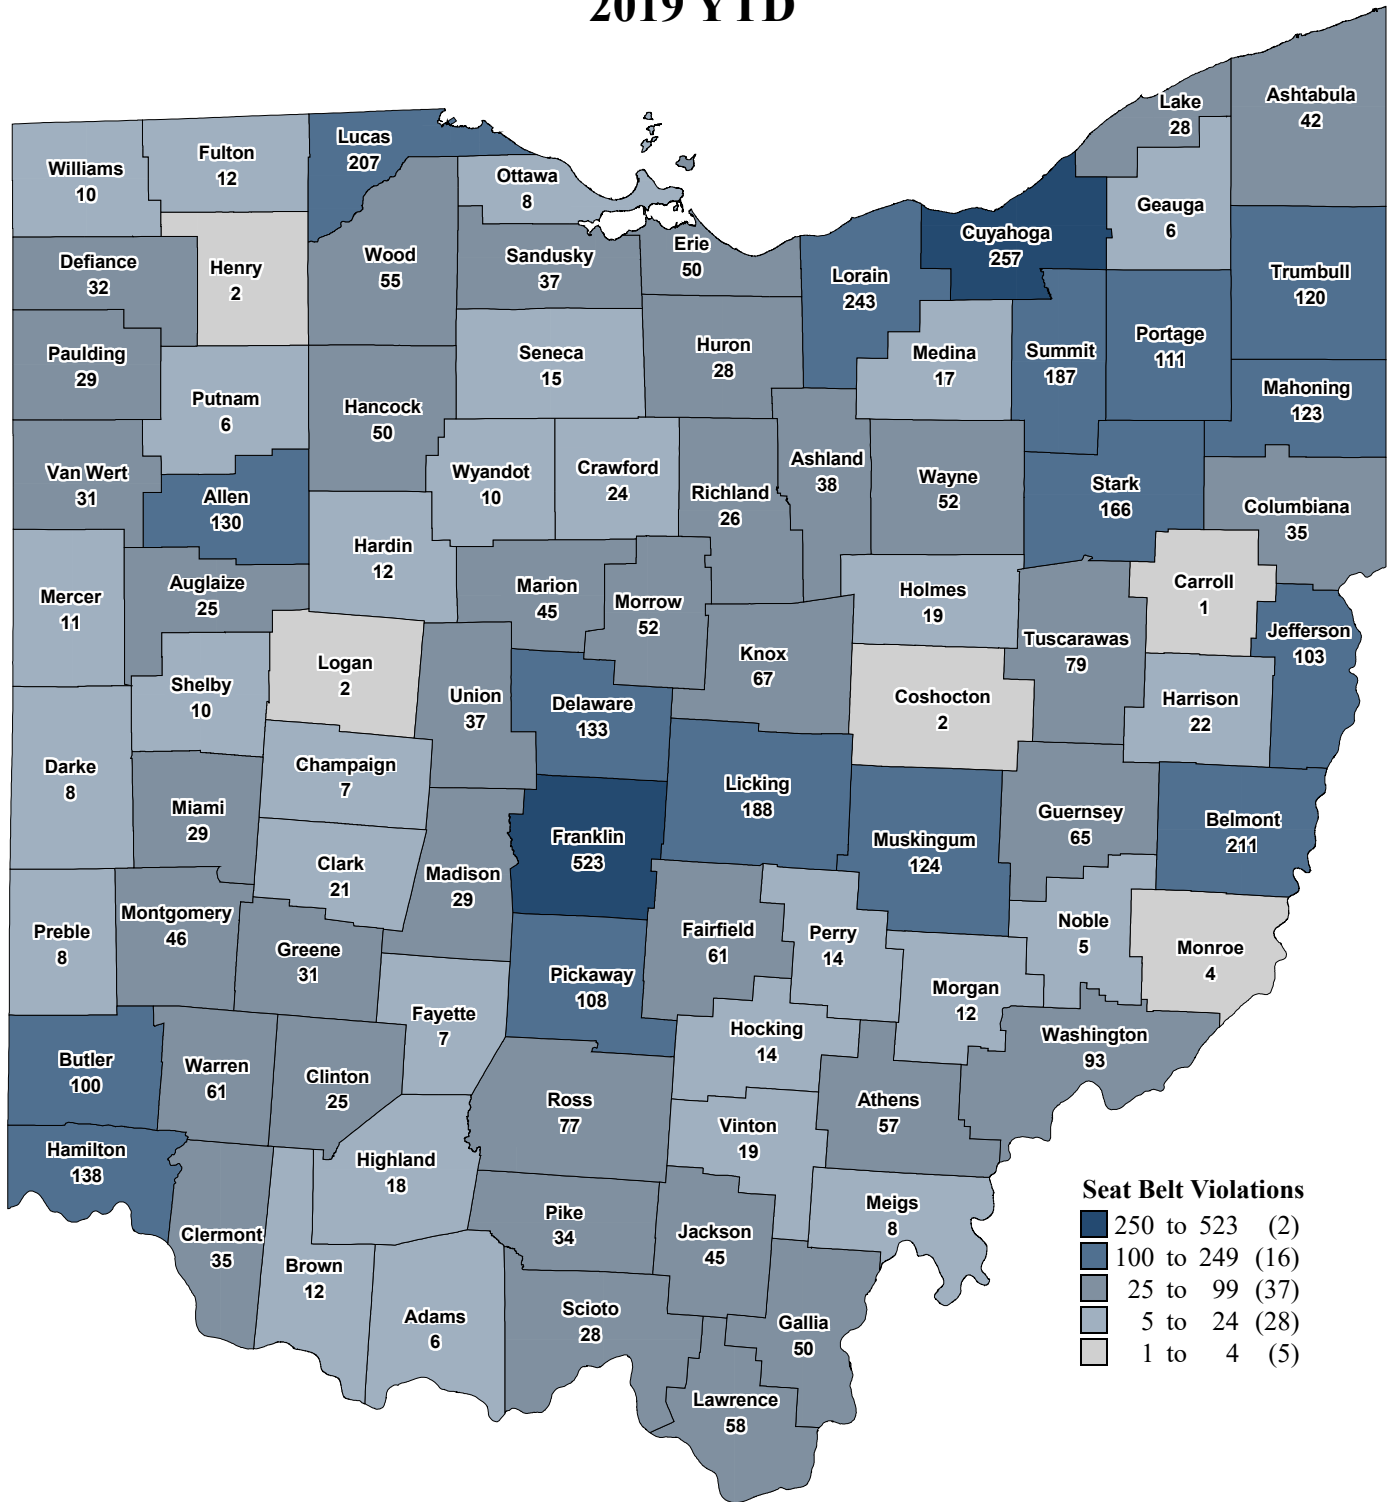 2019 YTD
Lake
28
Ashtabula
42
Lucas
207
Fulton
12
Williams
10
Ottawa
8
Geauga
6
Cuyahoga
257
Erie
50
Wood
55
Sandusky
37
Defiance
32
Henry
2
Lorain
243
Trumbull
120
Portage
111
Huron
28
Seneca
15
Medina
17
Summit
187
Paulding
29
Mahoning
123
Putnam
6
Hancock
50
Ashland
38
Van Wert
31
Wyandot
10
Crawford
24
Wayne
52
Stark
166
Richland
26
Allen
130
Columbiana
35
Hardin
12
Auglaize
25
Marion
45
Carroll
1
Holmes
19
Mercer
11
Morrow
52
Jefferson
103
Tuscarawas
79
Knox
67
Logan
2
Shelby
10
Union
37
Coshocton
2
Harrison
22
Delaware
133
Darke
8
Champaign
7
Licking
188
Miami
29
Guernsey
65
Belmont
211
Franklin
523
Muskingum
124
Clark
21
Madison
29
Montgomery
46
Noble
5
Preble
8
Fairfield
61
Perry
14
Greene
31
Monroe
4
Pickaway
108
Morgan
12
Fayette
7
Hocking
14
Washington
93
Butler
100
Warren
61
Clinton
25
Ross
77
Athens
57
Vinton
19
Hamilton
138
Highland
18
Seat Belt Violations
250 to 523 (2)
100 to 249 (16)
25 to 99 (37)
5 to 24 (28)
1 to 4 (5)
Meigs
8
Pike
34
Jackson
45
Clermont
35
Brown
12
Scioto
28
Adams
6
Gallia
50
Lawrence
58